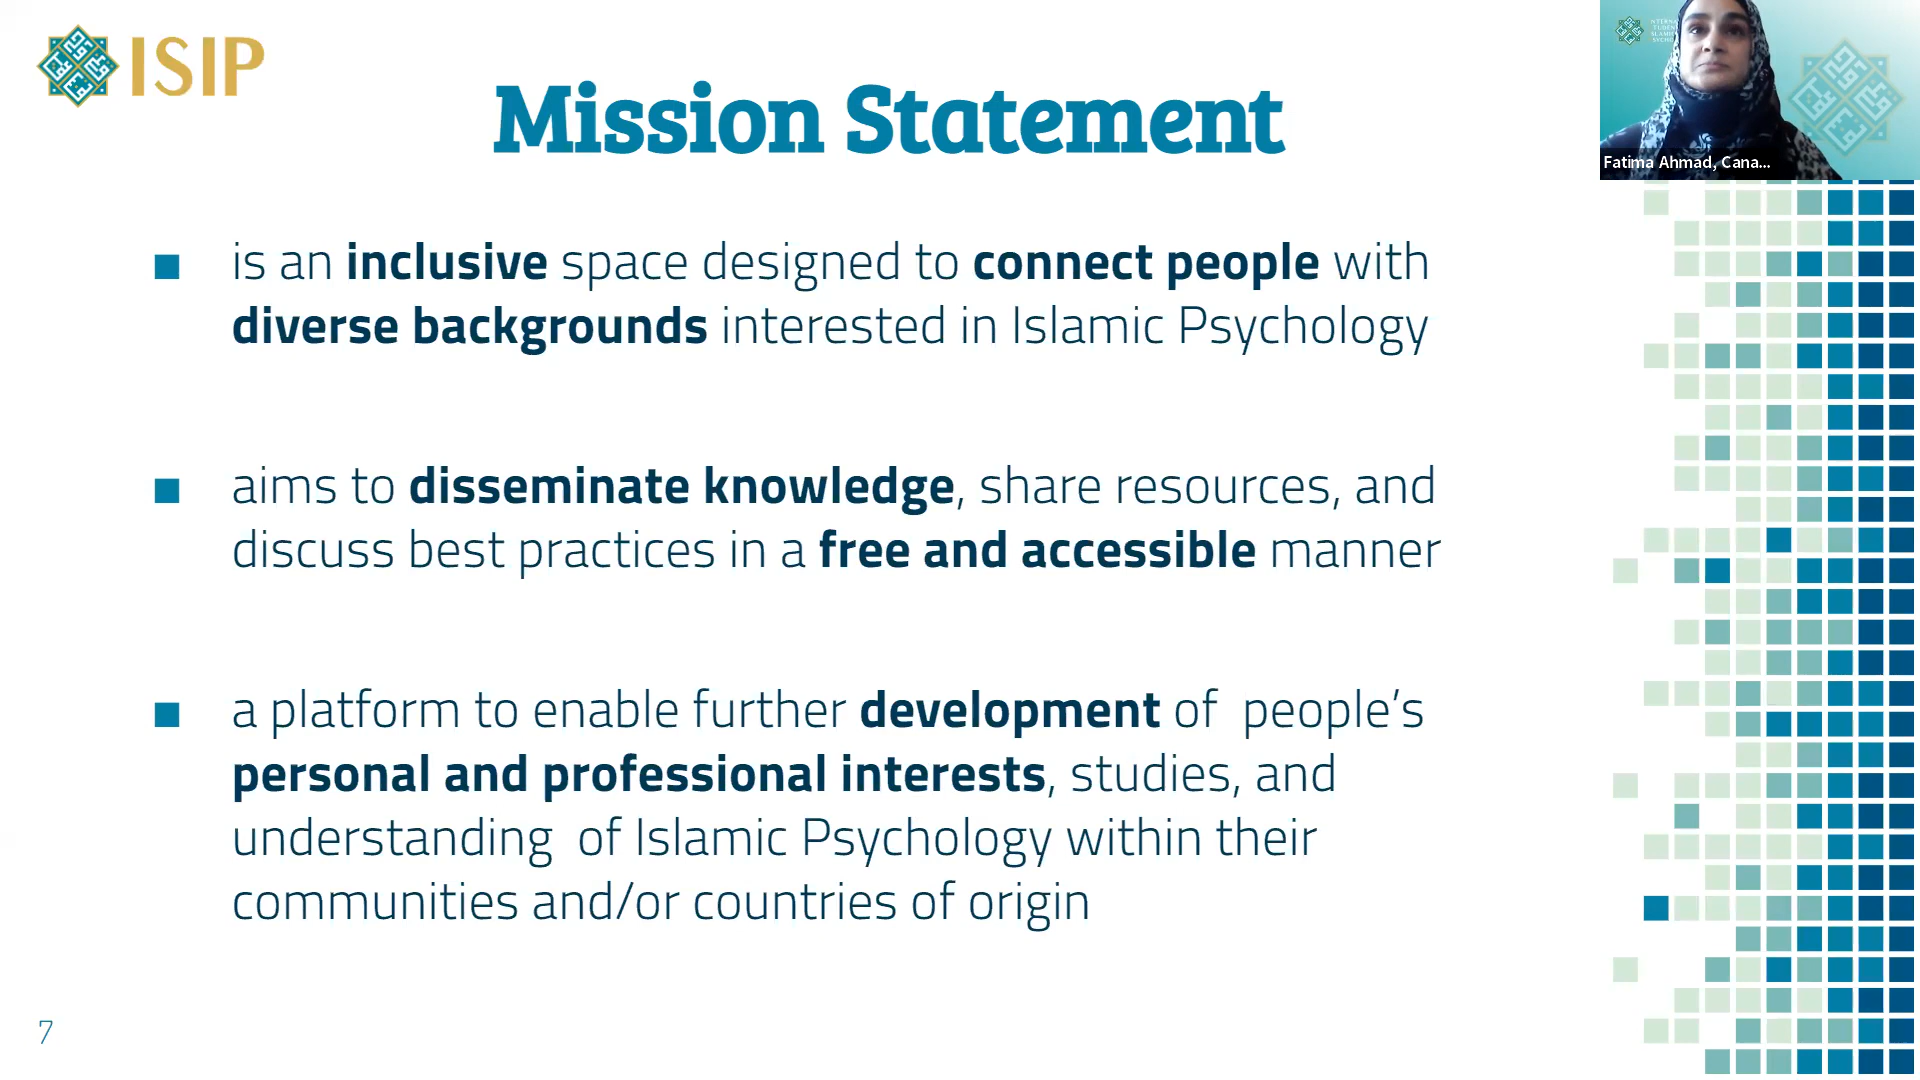 ISIP
Mission Statement
Fatima Ahmad, Cana...
■ is an inclusive space designed to connect people with
diverse backgrounds interested in Islamic Psychology
■ aims to disseminate knowledge, share resources, and
discuss best practices in a free and accessible manner
■ a platform to enable further development of  people’s
personal and professional interests, studies, and
understanding  of Islamic Psychology within their
communities and/or countries of origin
7